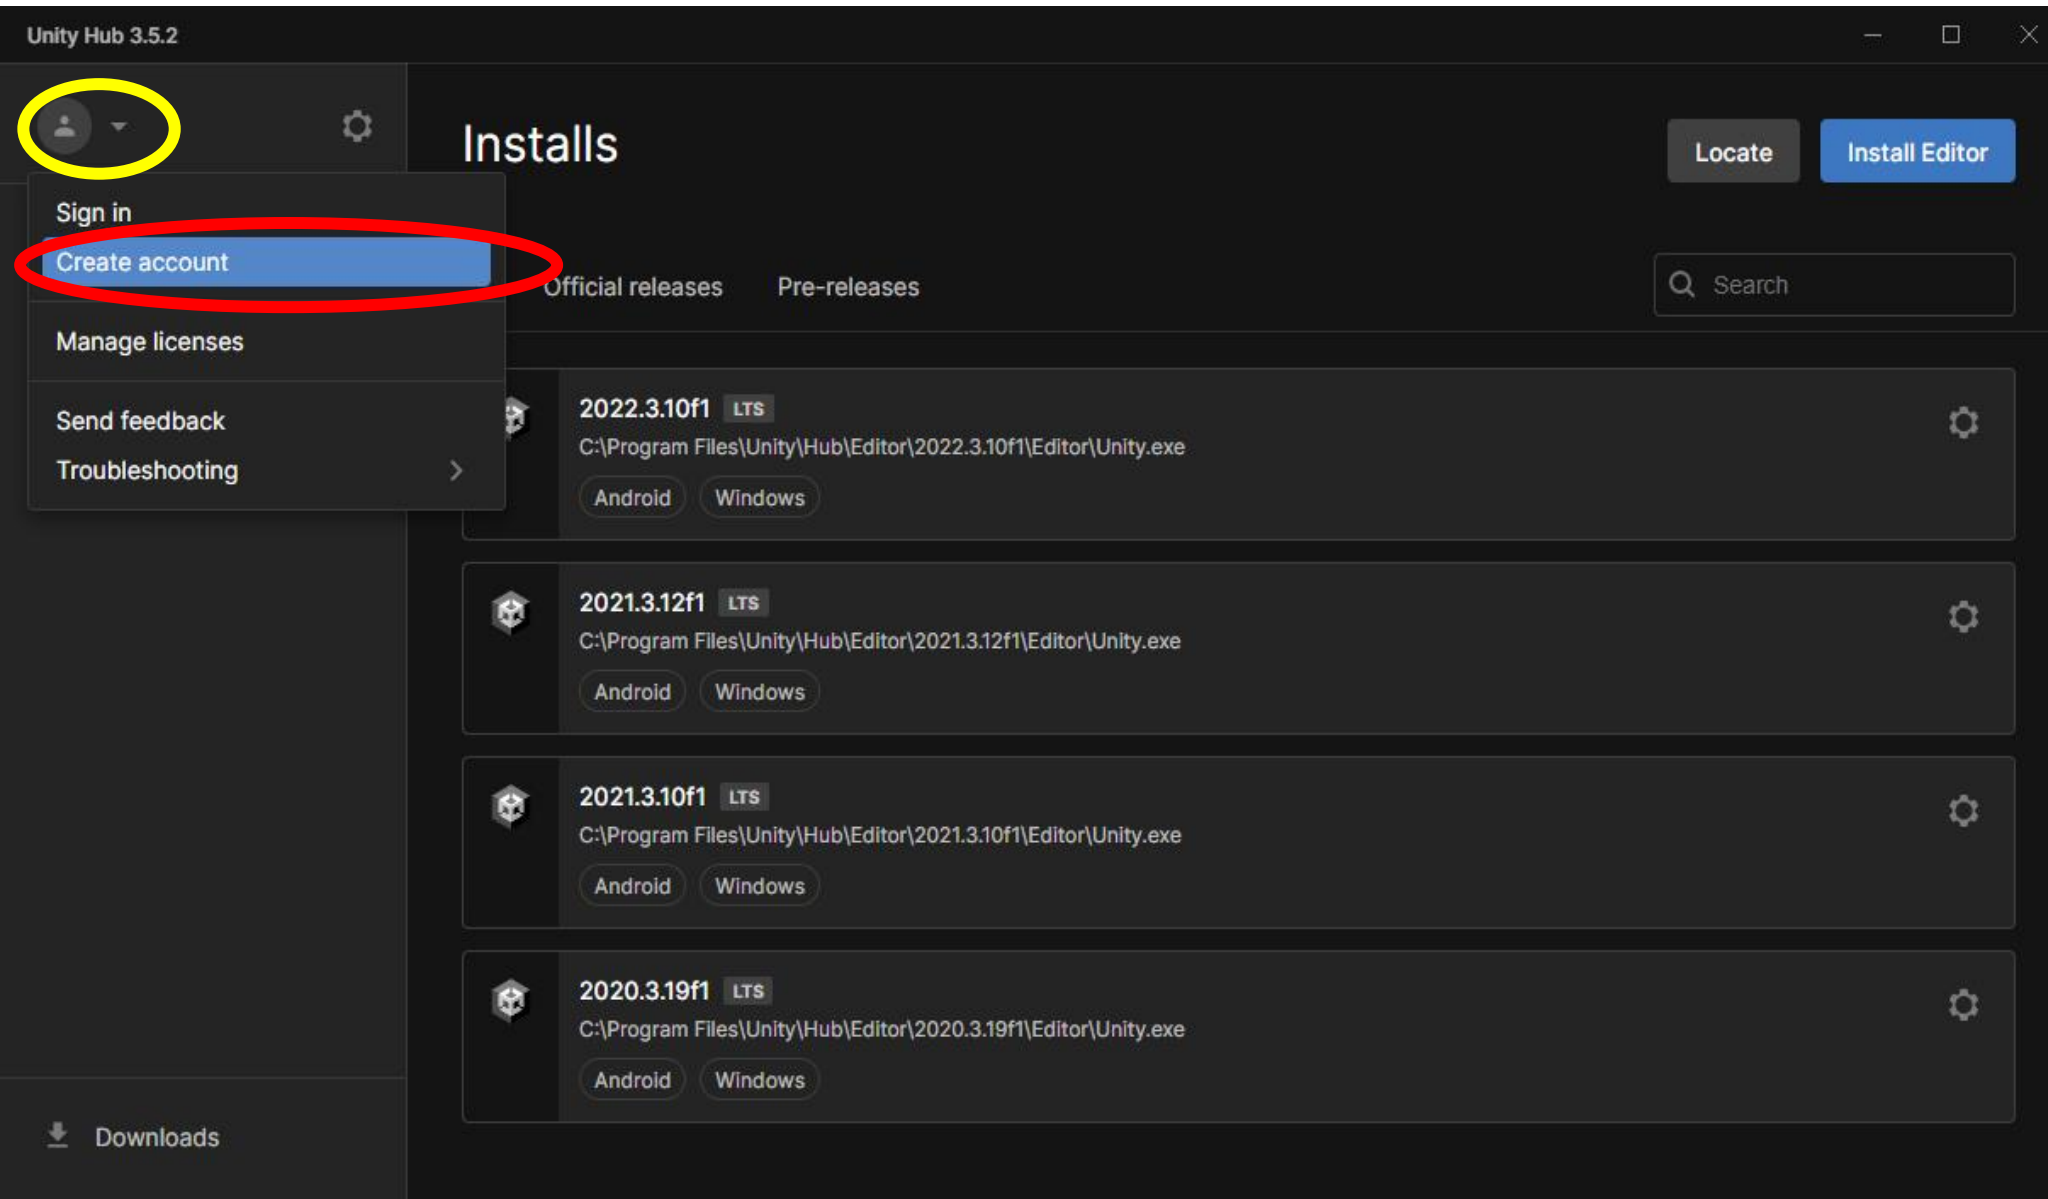 Unity Hub 3.5.2
Installs
Locate
Install Editor
Sign in
Create account
Manage licenses
Send feedback
Troubleshooting
Official releases
Pre-releases
Search
2022.3.10f1 LTS
C:\Program Files\Unity\Hub\Editor\2022.3.10f1\Editor\Unity.exe
Android
Windows
2021.3.12f1 LTS
C:\Program Files\Unity\Hub\Editor\2021.3.12f1\Editor\Unity.exe
Android
Windows
2021.3.10f1 LTS
C:\Program Files\Unity\Hub\Editor\2021.3.10f1\Editor\Unity.exe
Android
Windows
2020.3.19f1 LTS
C:\Program Files\Unity\Hub\Editor\2020.3.19f1\Editor\Unity.exe
Android
Windows
Downloads